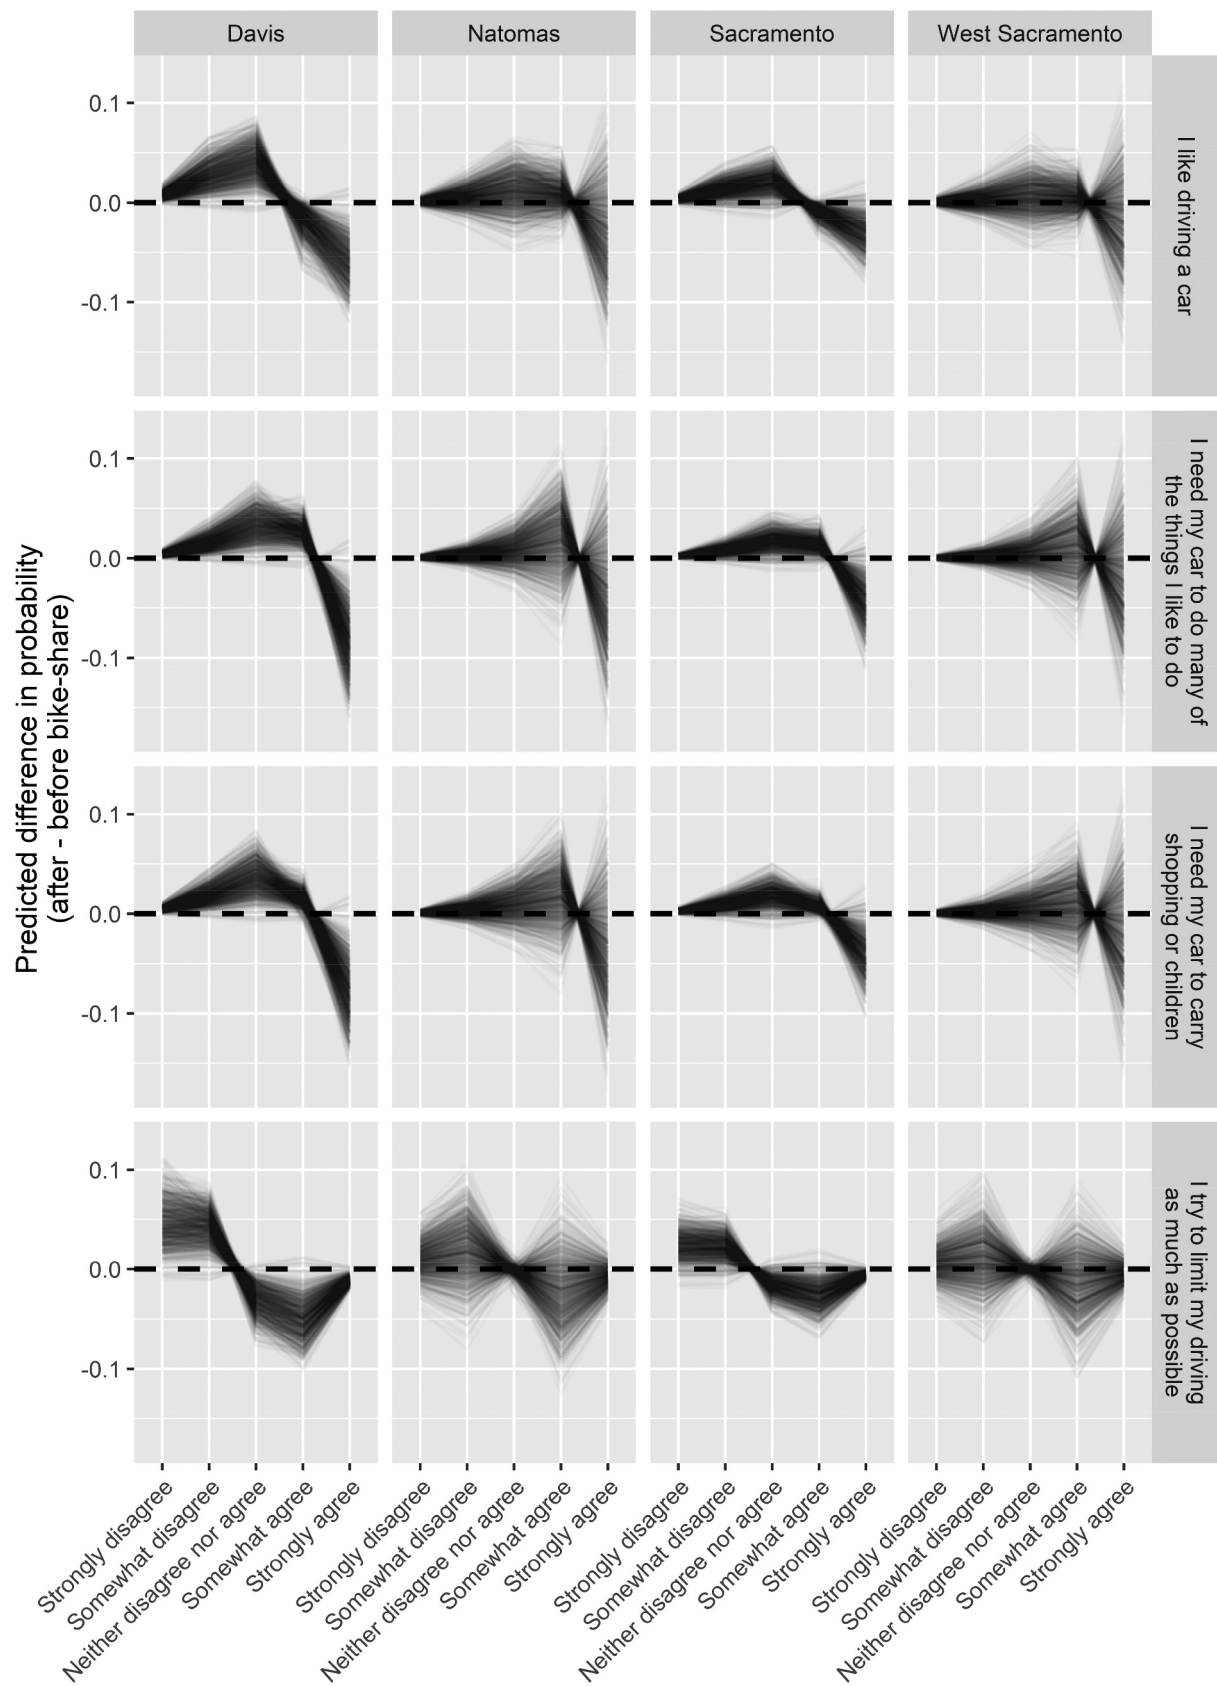 Davis
Natomas
Sacramento
West Sacramento
Predicted difference in probability
(after - before bike-share)
0.1
0.0
-0.1
I like driving a car
0.1
0.0
-0.1
I need my car to do many of
the things I like to do
0.1
0.0
-0.1
I need my car to carry
shopping or children
0.1
0.0
-0.1
I try to limit my driving
as much as possible
Strongly disagree
Somewhat disagree
Neither disagree nor agree
Somewhat agree
Strongly agree
Strongly disagree
Somewhat disagree
Neither disagree nor agree
Somewhat agree
Strongly agree
Strongly disagree
Somewhat disagree
Neither disagree nor agree
Somewhat agree
Strongly agree
Strongly disagree
Somewhat disagree
Neither disagree nor agree
Somewhat agree
Strongly agree